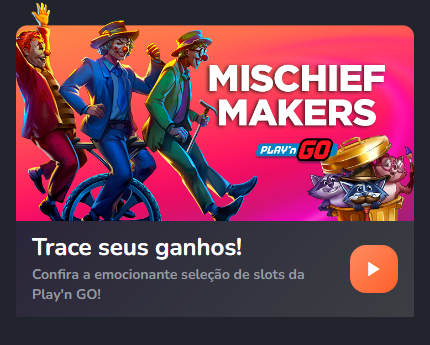 MISCHIEF
MAKERS
PLAY'n GO
Trace seus ganhos!
Confira a emocionante seleção de slots da
Play'n GO!